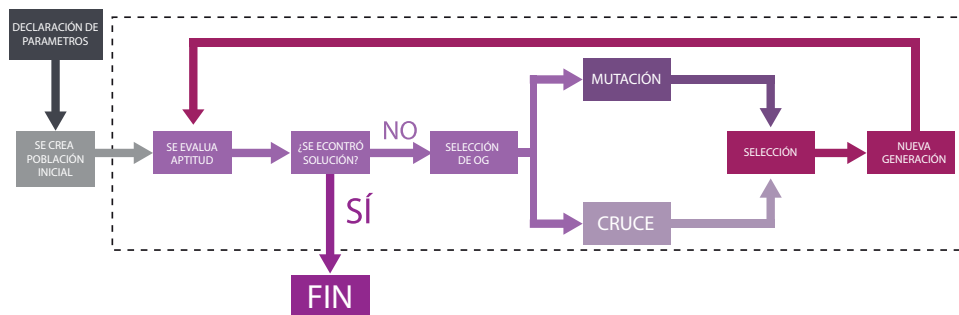 DECLARACIÓN DE
PARAMETROS
SE CREA
POBLACIÓN
INICIAL
SE EVALUA
APTITUD
¿SE ECONTRÓ
SOLUCIÓN?
NO
SELECCIÓN
DE OG
MUTACIÓN
CRUCE
SELECCIÓN
NUEVA
GENERACIÓN
SÍ
FIN